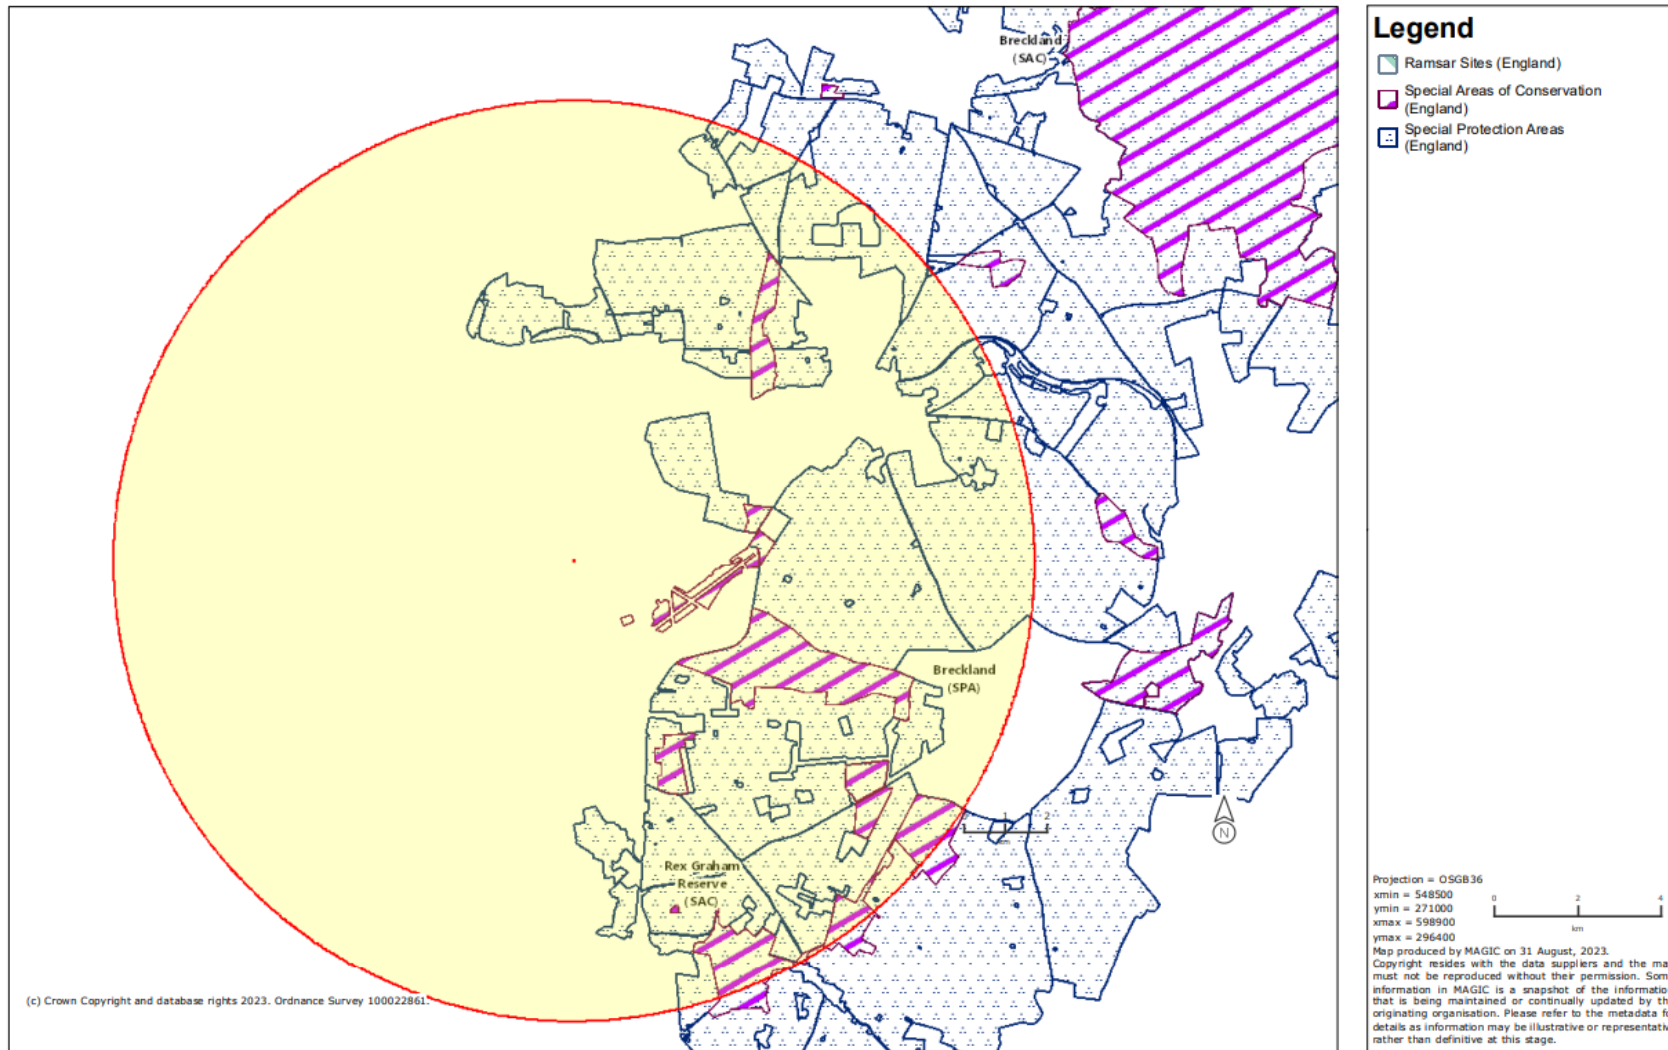 Breckland
(SAC)
Breckland
(SPA)
Rex Graham
Reserve
(SAC)
1
2
km
N
(c) Crown Copyright and database rights 2023. Ordnance Survey 100022861.
Legend
Ramsar Sites (England)
Special Areas of Conservation
(England)
Special Protection Areas
(England)
Projection = OSGB36
xmin = 548500
ymin = 271000
xmax = 598900
ymax = 296400
0 2 4
km
Map produced by MAGIC on 31 August, 2023.
Copyright resides with the data suppliers and the ma
must not be reproduced without their permission. Som
information in MAGIC is a snapshot of the informatio
that is being maintained or continually updated by th
originating organisation. Please refer to the metadata fo
details as information may be illustrative or representativ
rather than definitive at this stage.